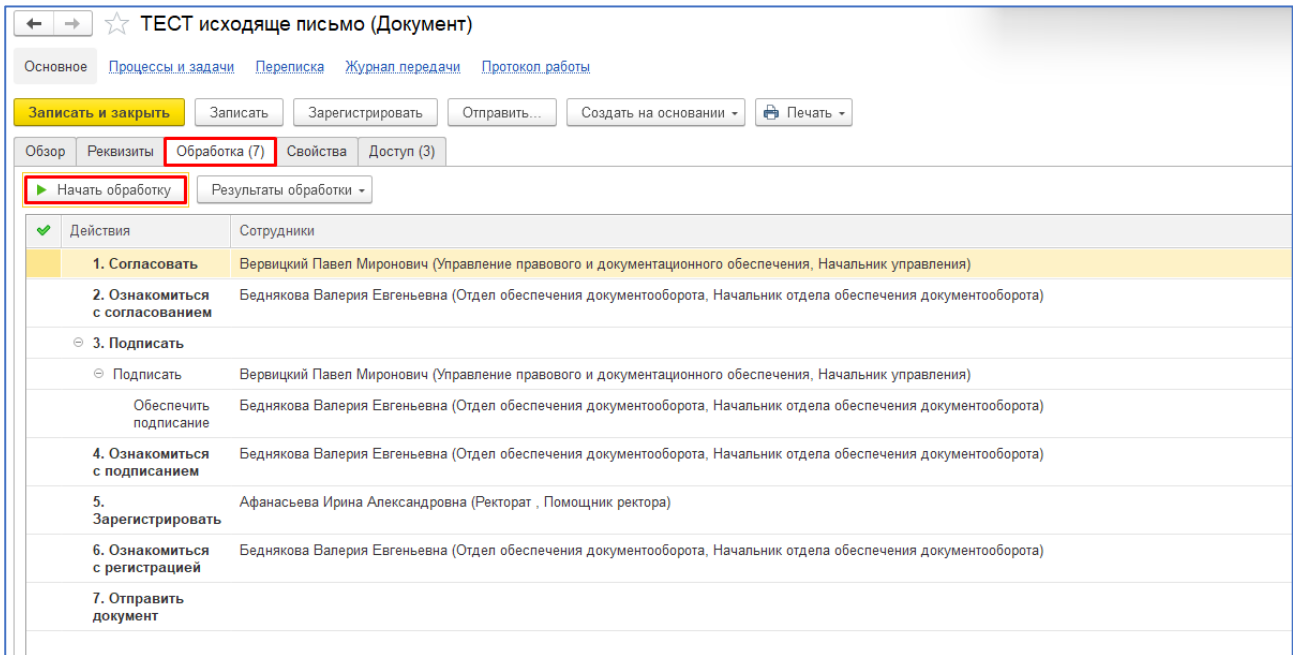 ТЕСТ исходяще письмо (Документ)
Основное Процессы и задачи Переписка Журнал передачи Протокол работы
Записать и закрыть Записать Зарегистрировать Отправить... Создать на основании Печать
Обзор Реквизиты Обработка (7) Свойства Доступ (3)
Начать обработку Результаты обработки
Действия Сотрудники
1. Согласовать Вервицкий Павел Миронович (Управление правового и документационного обеспечения, Начальник управления)
2. Ознакомиться Беднякова Валерия Евгеньевна (Отдел обеспечения документооборота, Начальник отдела обеспечения документооборота)
с согласованием
3. Подписать
Подписать Вервицкий Павел Миронович (Управление правового и документационного обеспечения, Начальник управления)
Обеспечить Беднякова Валерия Евгеньевна (Отдел обеспечения документооборота, Начальник отдела обеспечения документооборота)
подписание
4. Ознакомиться Беднякова Валерия Евгеньевна (Отдел обеспечения документооборота, Начальник отдела обеспечения документооборота)
с подписанием
5. Афанасьева Ирина Александровна (Ректорат , Помощник ректора)
Зарегистрировать
6. Ознакомиться Беднякова Валерия Евгеньевна (Отдел обеспечения документооборота, Начальник отдела обеспечения документооборота)
с регистрацией
7. Отправить
документ